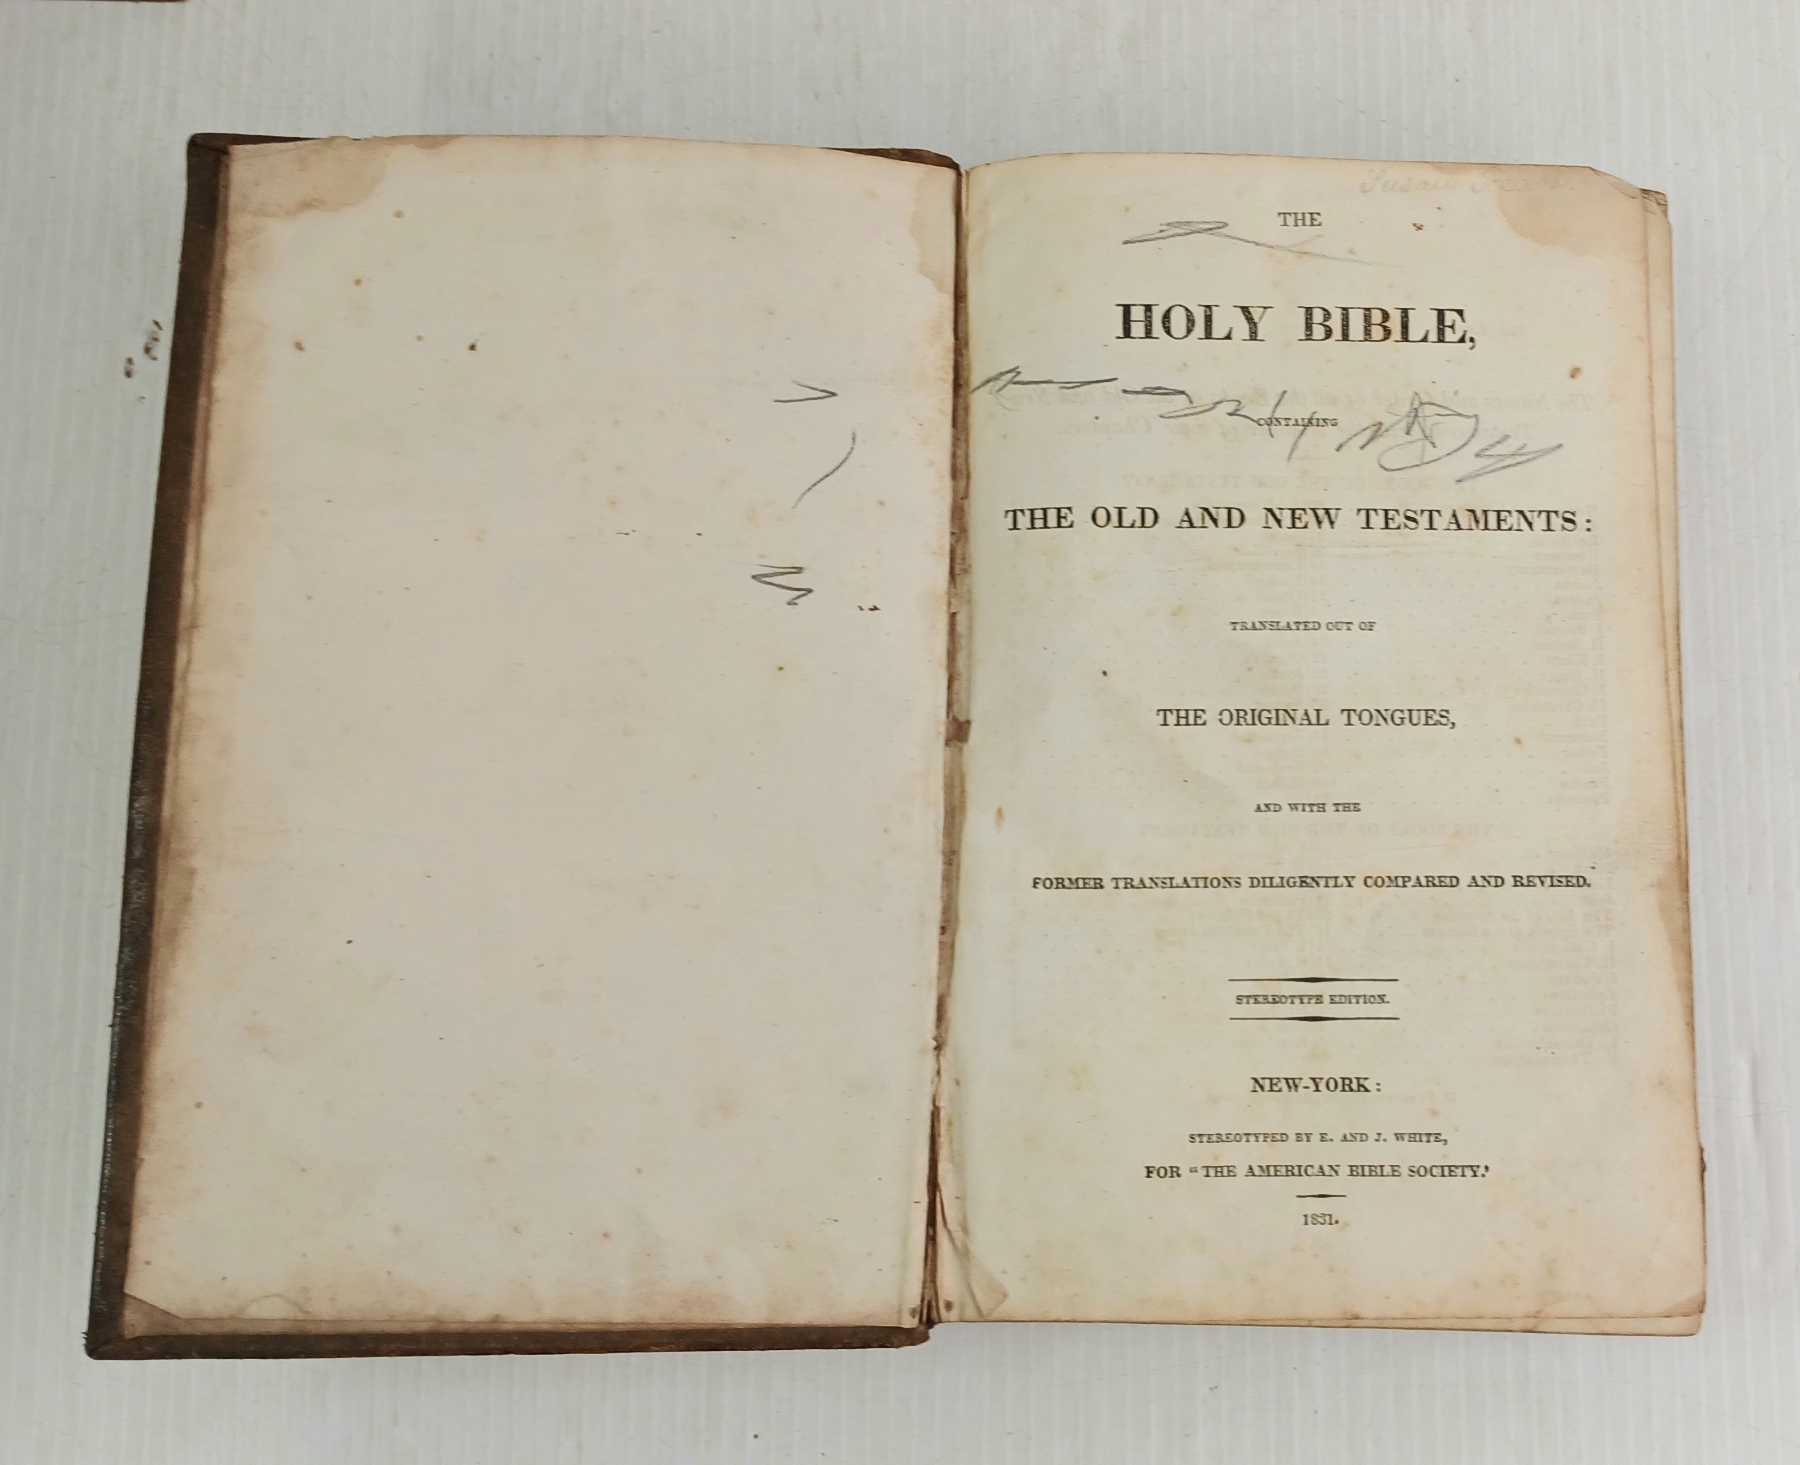 Susan
THE
HOLY BIBLE,
CONTAINING
THE OLD AND NEW TESTAMENTS:
TRANSLATED OUT OF
THE ORIGINAL TONGUES,
AND WITH THE
FORMER TRANSLATIONS DILIGENTLY COMPARED AND REVISED.
STEREOTYPE EDITION.
NEW-YORK:
STEREOTYPED BY E. AND J. WHITE,
FOR "THE AMERICAN BIBLE SOCIETY.'
1831.